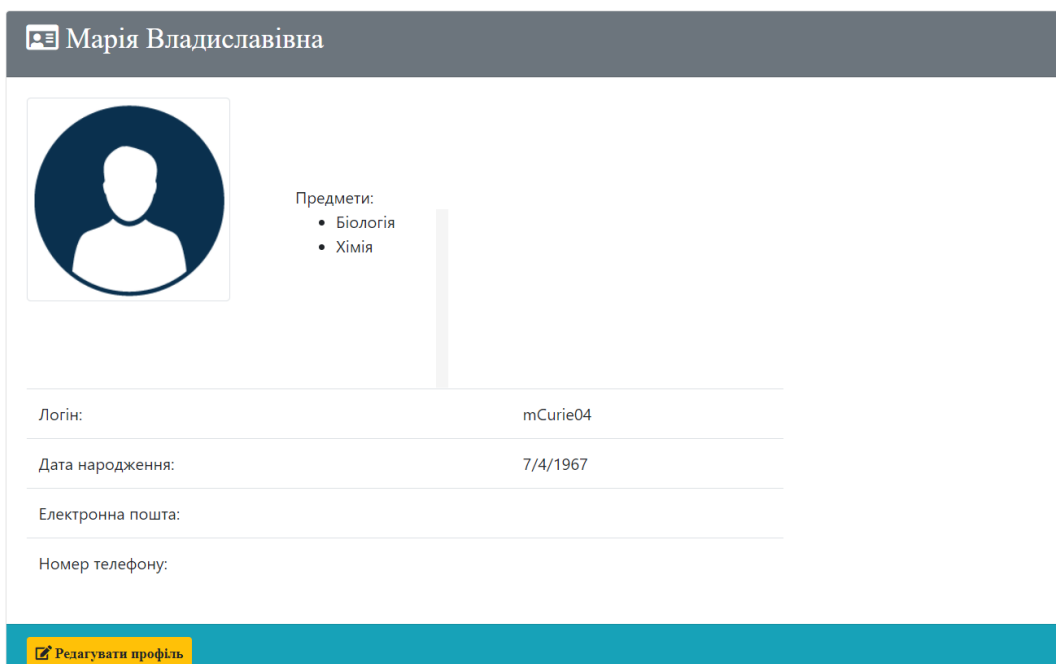 Марія Владиславівна
Предмети:
Біологія
Хімія
Логін: mCurie04
Дата народження: 7/4/1967
Електронна пошта:
Номер телефону:
Редагувати профіль